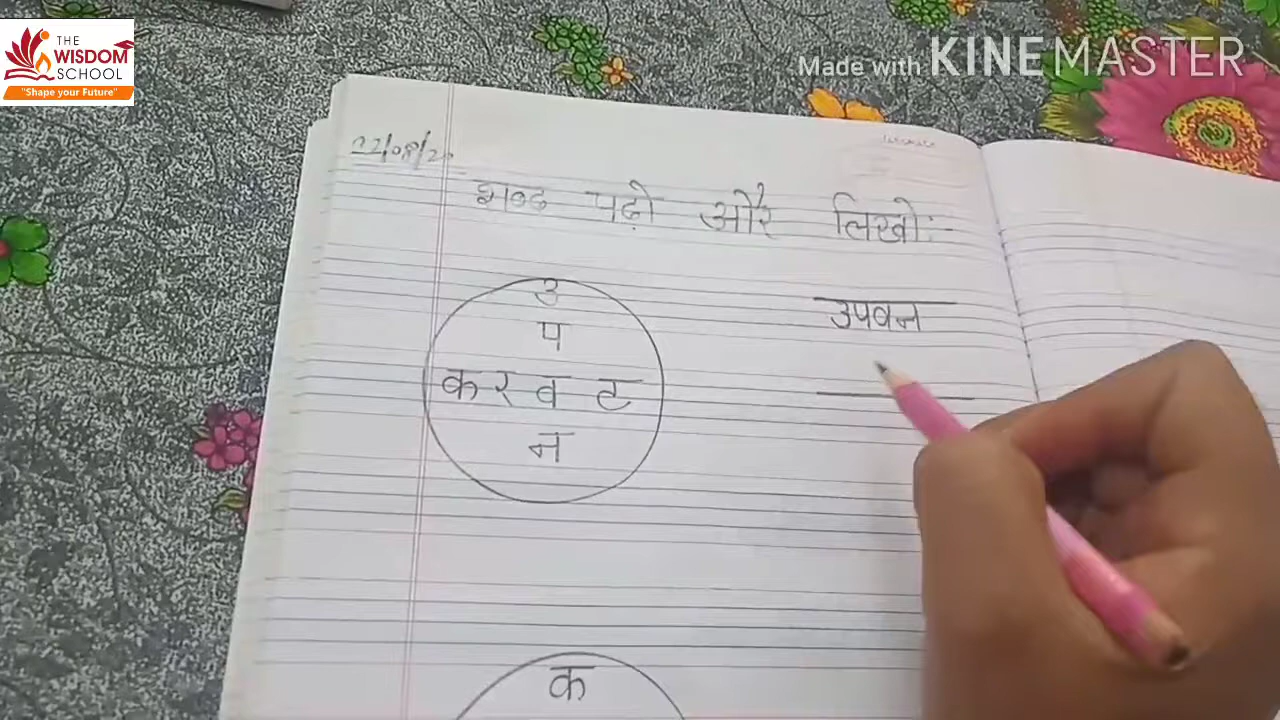 THE
WISDOM
SCHOOL
"Shape your Future"
Made with KINEMASTER
शब्द पढ़ो और लिखो:-
उ
प
क र व ट
न
उपवन
क